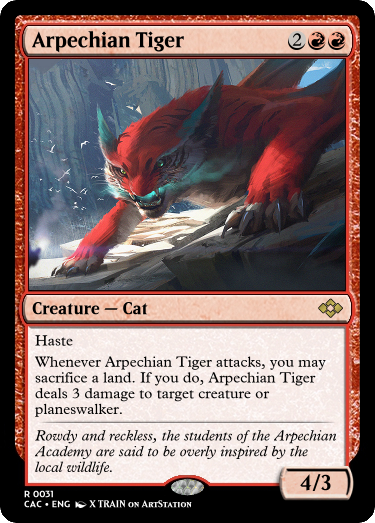 Arpechian Tiger 2
Creature — Cat
Haste
Whenever Arpechian Tiger attacks, you may
sacrifice a land. If you do, Arpechian Tiger
deals 3 damage to target creature or
planeswalker.
Rowdy and reckless, the students of the Arpechian
Academy are said to be overly inspired by the
local wildlife.
4/3
R 0031
CAC • ENG X TRAIN on ArtStation